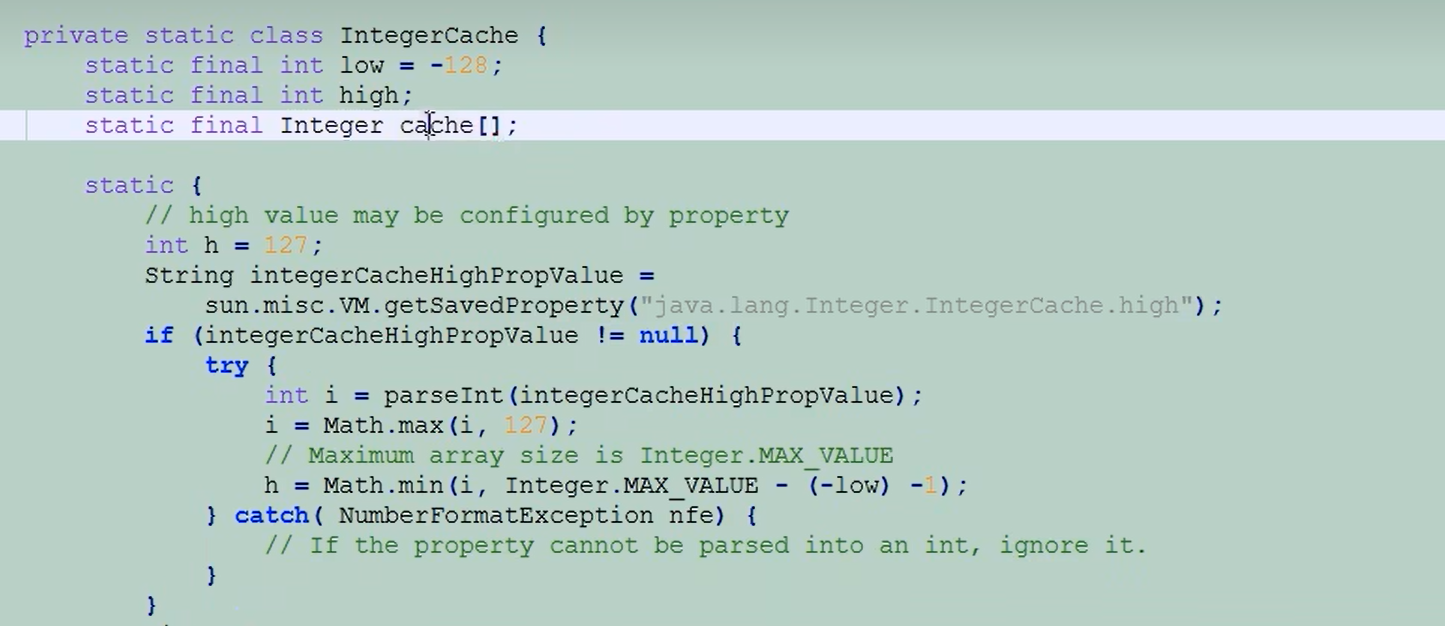 private static class IntegerCache {
    static final int low = -128;
    static final int high;
    static final Integer cache[];
    static {
        // high value may be configured by property
        int h = 127;
        String integerCacheHighPropValue =
            sun.misc.VM.getSavedProperty("java.lang.Integer.IntegerCache.high");
        if (integerCacheHighPropValue != null) {
            try {
                int i = parseInt(integerCacheHighPropValue);
                i = Math.max(i, 127);
                // Maximum array size is Integer.MAX_VALUE
                h = Math.min(i, Integer.MAX_VALUE - (-low) -1);
            } catch( NumberFormatException nfe) {
                // If the property cannot be parsed into an int, ignore it.
            }
        }